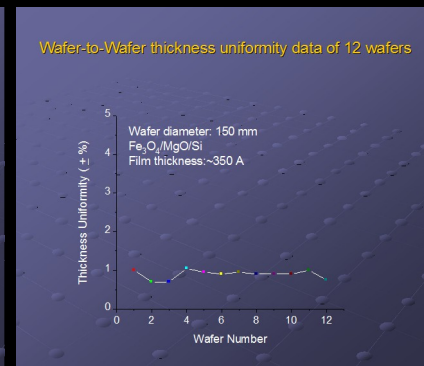 Wafer-to-Wafer thickness uniformity data of 12 wafers
Wafer diameter: 150 mm
Fe3O4/MgO/Si
Film thickness:~350 A
Thickness Uniformity ( ± %)
5
4
3
2
1
0
0 2 4 6 8 10 12
Wafer Number